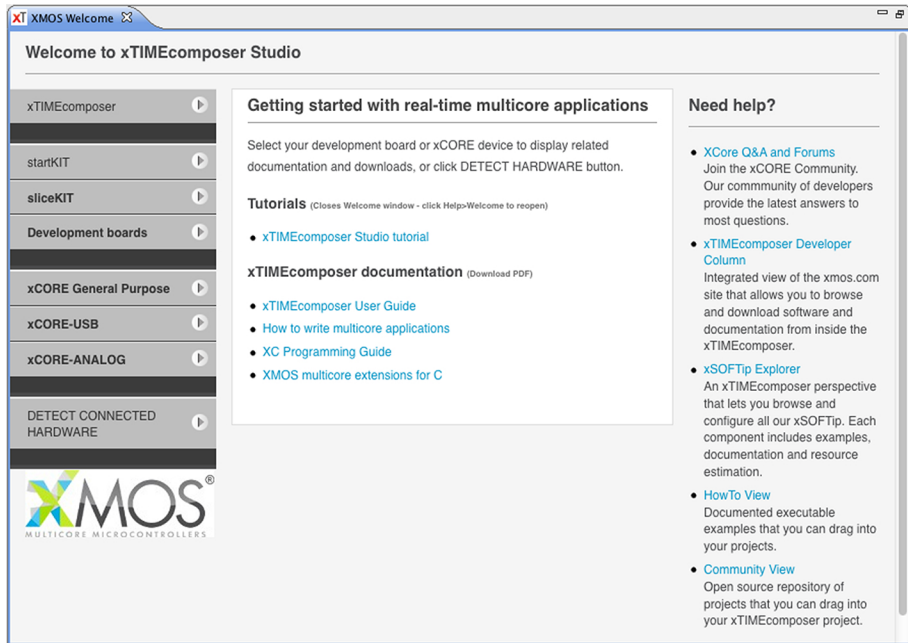 XMOS Welcome
Welcome to xTIMEcomposer Studio
xTIMEcomposer
startKIT
sliceKIT
Development boards
xCORE General Purpose
xCORE-USB
xCORE-ANALOG
DETECT CONNECTED
HARDWARE
XMOS®
MULTICORE MICROCONTROLLERS
Getting started with real-time multicore applications
Select your development board or xCORE device to display related
documentation and downloads, or click DETECT HARDWARE button.
Tutorials (Closes Welcome window - click Help>Welcome to reopen)
xTIMEcomposer Studio tutorial
xTIMEcomposer documentation (Download PDF)
xTIMEcomposer User Guide
How to write multicore applications
XC Programming Guide
XMOS multicore extensions for C
Need help?
XCore Q&A and Forums
Join the xCORE Community.
Our commmunity of developers
provide the latest answers to
most questions.
xTIMEcomposer Developer
Column
Integrated view of the xmos.com
site that allows you to browse
and download software and
documentation from inside the
xTIMEcomposer.
xSOFTip Explorer
An xTIMEcomposer perspective
that lets you browse and
configure all our xSOFTip. Each
component includes examples,
documentation and resource
estimation.
HowTo View
Documented executable
examples that you can drag into
your projects.
Community View
Open source repository of
projects that you can drag into
your xTIMEcomposer project.